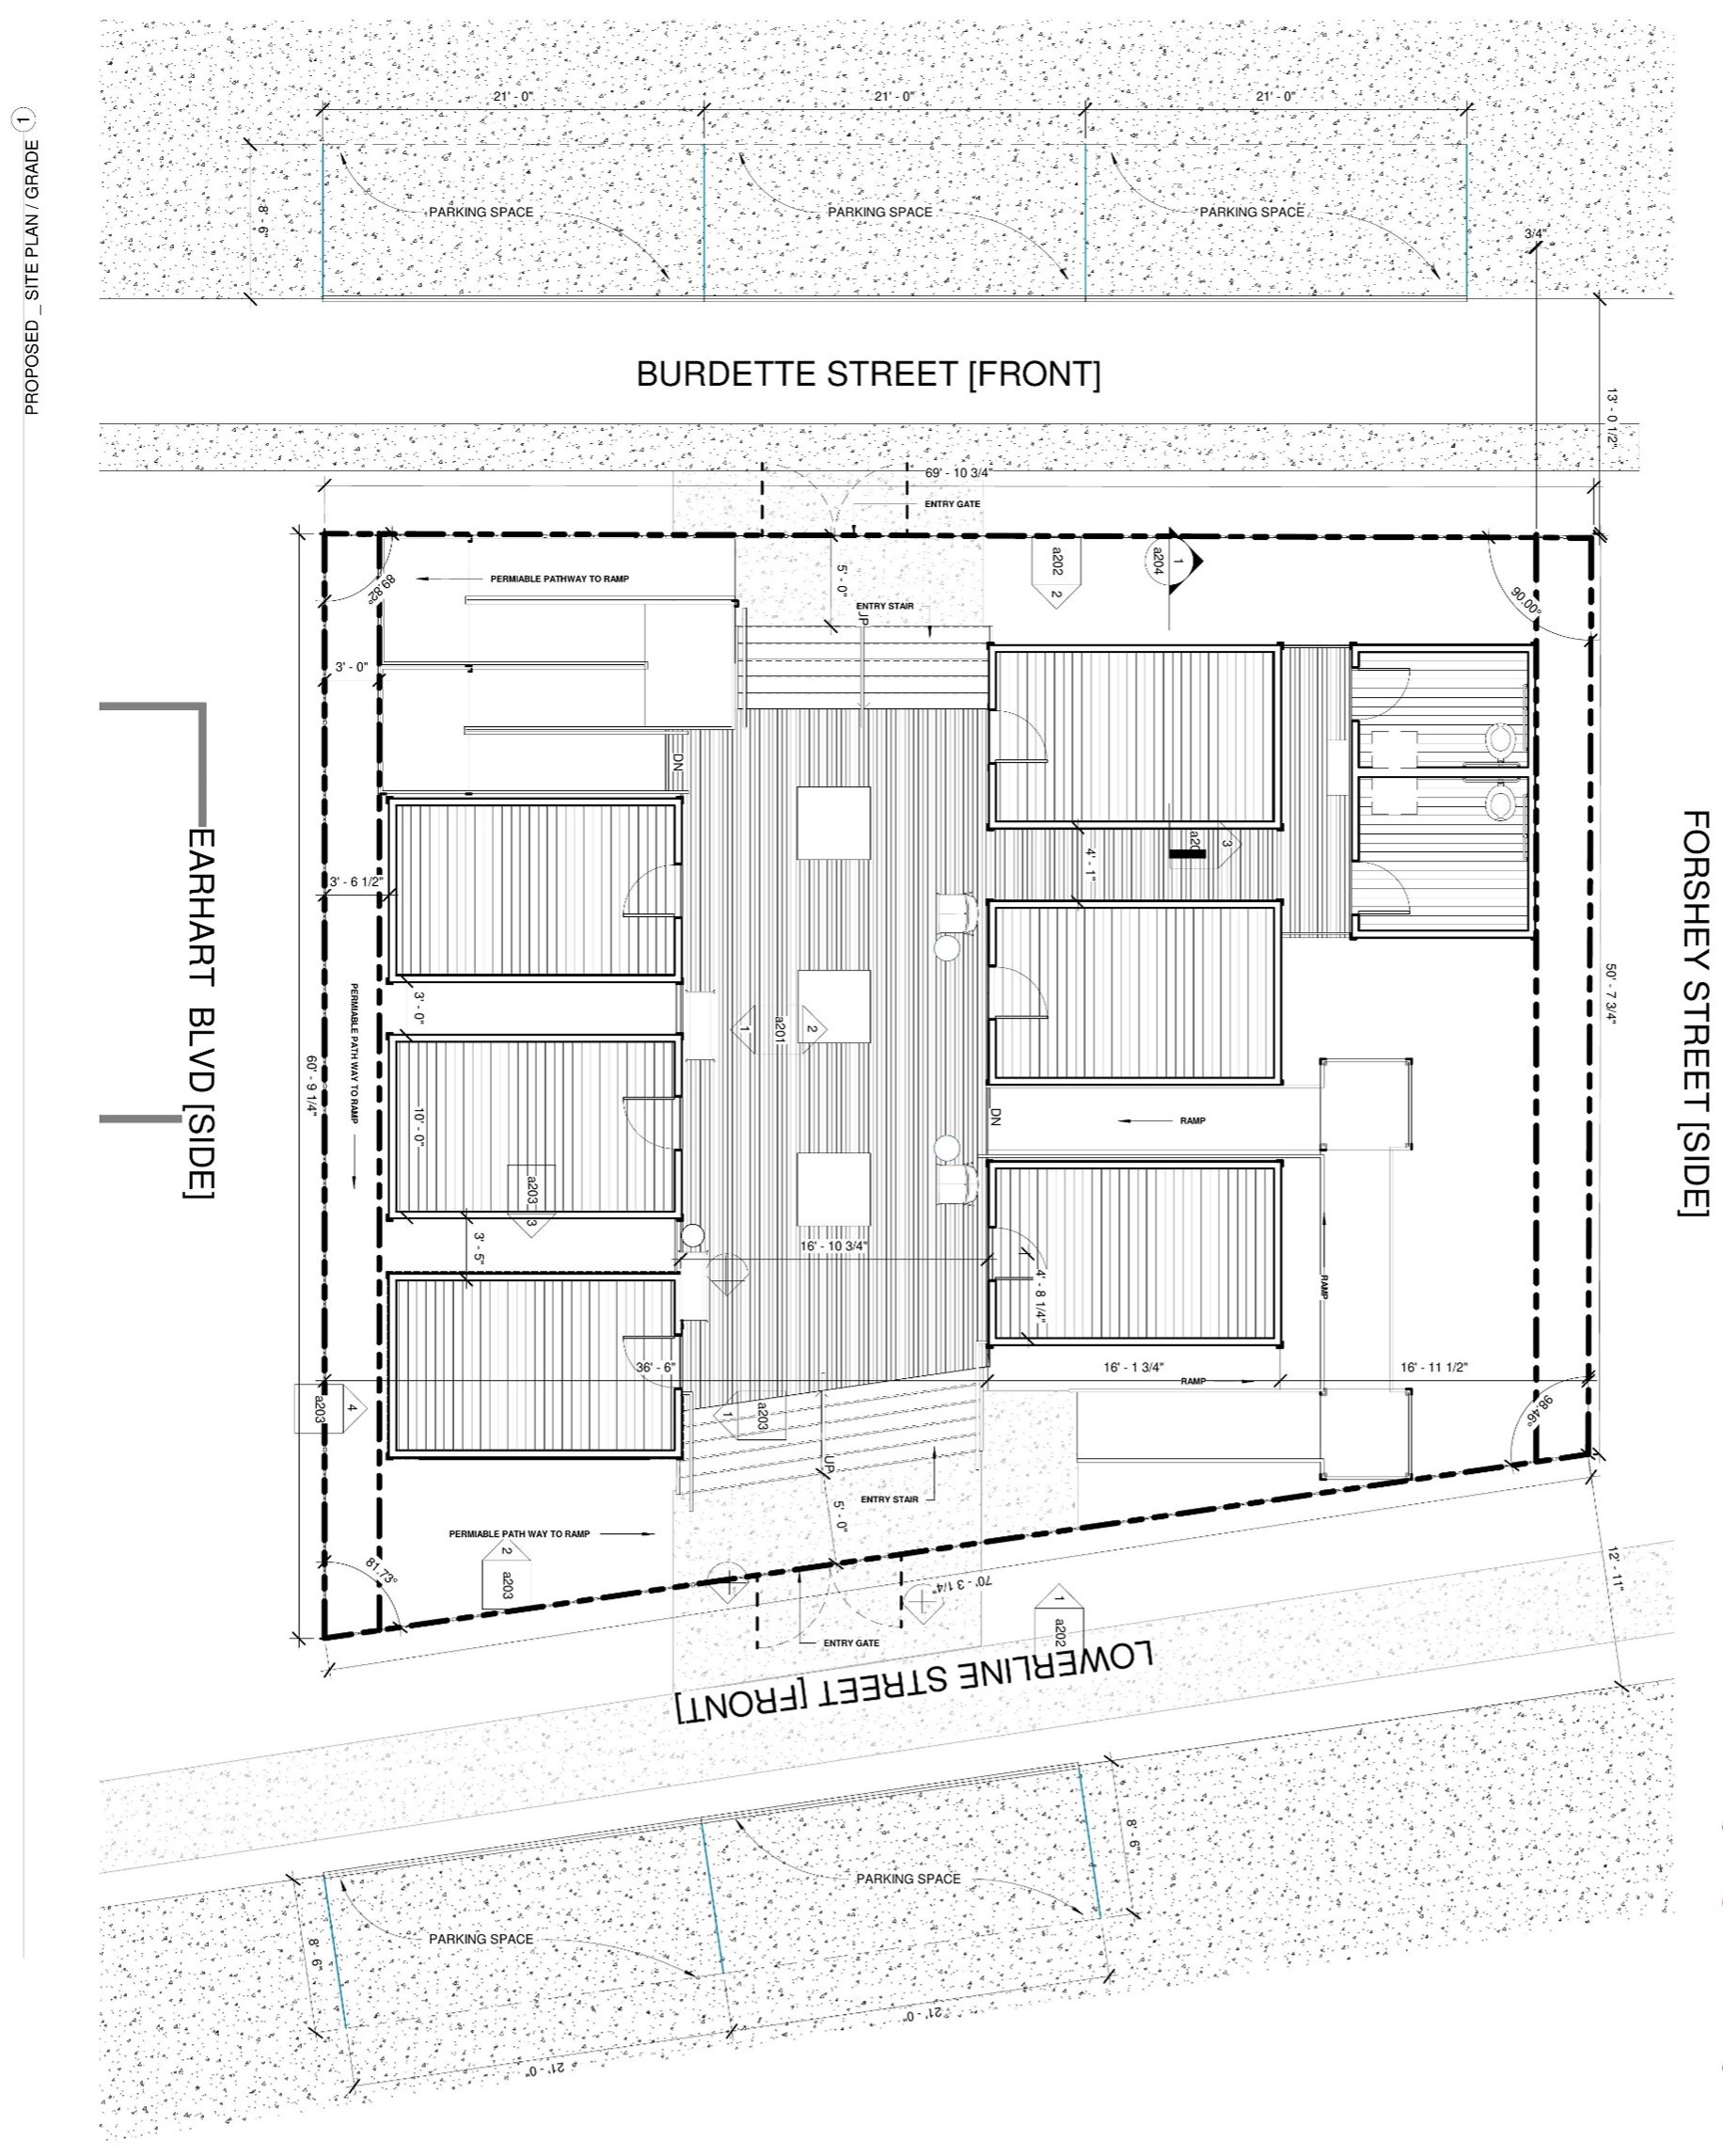 PROPOSED _ SITE PLAN / GRADE 1
21' - 0"
21' - 0"
21' - 0"
8' - 6"
PARKING SPACE
PARKING SPACE
PARKING SPACE
3/4"
BURDETTE STREET [FRONT]
13' - 0 1/2"
69' - 10 3/4"
ENTRY GATE
89.82°
PERMIABLE PATHWAY TO RAMP
5' - 0"
a202
2
a204
1
90.00°
ENTRY STAIR
UP
3' - 0"
DN
EARHART BLVD [SIDE]
FORSHEY STREET [SIDE]
4' - 1"
3
3' - 6 1/2"
PERMIABLE PATH WAY TO RAMP
3' - 0"
1
a201
2
50' - 7 3/4"
60' - 9 1/4"
10' - 0"
DN
RAMP
a203
3
3' - 5"
16' - 10 3/4"
4' - 8 1/4"
RAMP
36' - 6"
16' - 1 3/4"
16' - 11 1/2"
RAMP
a203
4
1
a203
98.46°
UP
ENTRY STAIR
5' - 0"
PERMIABLE PATH WAY TO RAMP
81.73°
2
a203
70' - 3 1/4"
1
a202
12' - 11"
ENTRY GATE
LOWERLINE STREET [FRONT]
8' - 6"
PARKING SPACE
PARKING SPACE
8' - 6"
21' - 0"
21' - 0"